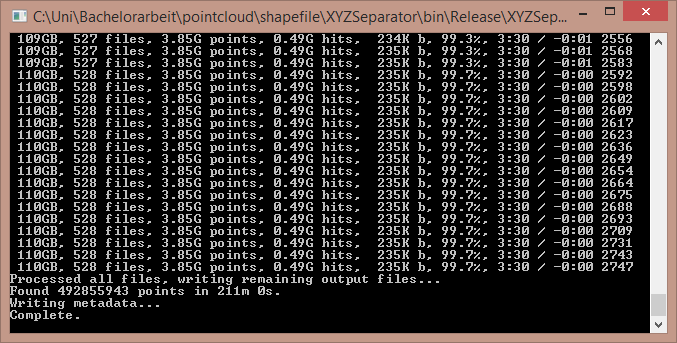 C:\Uni\Bachelorarbeit\pointcloud\shapefile\XYZSeparator\bin\Release\XYZSep...
109GB, 527 files, 3.85G points, 0.49G hits,  234K b, 99.3%, 3:30 / -0:01 2556
109GB, 527 files, 3.85G points, 0.49G hits,  235K b, 99.3%, 3:30 / -0:01 2568
109GB, 527 files, 3.85G points, 0.49G hits,  235K b, 99.3%, 3:30 / -0:01 2583
110GB, 528 files, 3.85G points, 0.49G hits,  235K b, 99.7%, 3:30 / -0:00 2592
110GB, 528 files, 3.85G points, 0.49G hits,  235K b, 99.7%, 3:30 / -0:00 2598
110GB, 528 files, 3.85G points, 0.49G hits,  235K b, 99.7%, 3:30 / -0:00 2602
110GB, 528 files, 3.85G points, 0.49G hits,  235K b, 99.7%, 3:30 / -0:00 2609
110GB, 528 files, 3.85G points, 0.49G hits,  235K b, 99.7%, 3:30 / -0:00 2617
110GB, 528 files, 3.85G points, 0.49G hits,  235K b, 99.7%, 3:30 / -0:00 2623
110GB, 528 files, 3.85G points, 0.49G hits,  235K b, 99.7%, 3:30 / -0:00 2636
110GB, 528 files, 3.85G points, 0.49G hits,  235K b, 99.7%, 3:30 / -0:00 2649
110GB, 528 files, 3.85G points, 0.49G hits,  235K b, 99.7%, 3:30 / -0:00 2654
110GB, 528 files, 3.85G points, 0.49G hits,  235K b, 99.7%, 3:30 / -0:00 2664
110GB, 528 files, 3.85G points, 0.49G hits,  235K b, 99.7%, 3:30 / -0:00 2675
110GB, 528 files, 3.85G points, 0.49G hits,  235K b, 99.7%, 3:30 / -0:00 2688
110GB, 528 files, 3.85G points, 0.49G hits,  235K b, 99.7%, 3:30 / -0:00 2693
110GB, 528 files, 3.85G points, 0.49G hits,  235K b, 99.7%, 3:30 / -0:00 2709
110GB, 528 files, 3.85G points, 0.49G hits,  235K b, 99.7%, 3:30 / -0:00 2731
110GB, 528 files, 3.85G points, 0.49G hits,  235K b, 99.7%, 3:30 / -0:00 2743
110GB, 528 files, 3.85G points, 0.49G hits,  235K b, 99.7%, 3:30 / -0:00 2747
Processed all files, writing remaining output files...
Found 492855943 points in 211m 0s.
Writing metadata...
Complete.